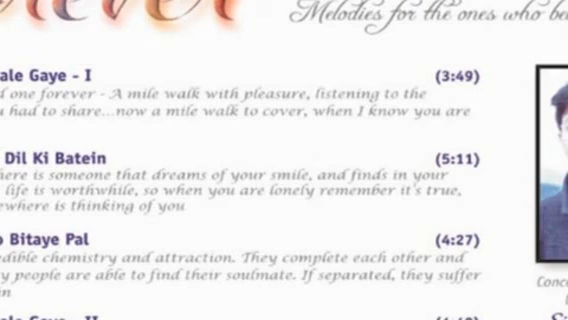 Melodies for the ones who be
ale Gaye - I (3:49)
d one forever - A mile walk with pleasure, listening to the
u had to share...now a mile walk to cover, when I know you are
Dil Ki Batein (5:11)
here is someone that dreams of your smile, and finds in your
life is worthwhile, so when you are lonely remember it's true,
ewhere is thinking of you
o Bitaye Pal (4:27)
edible chemistry and attraction. They complete each other and
y people are able to find their soulmate. If separated, they suffer
in
Conc